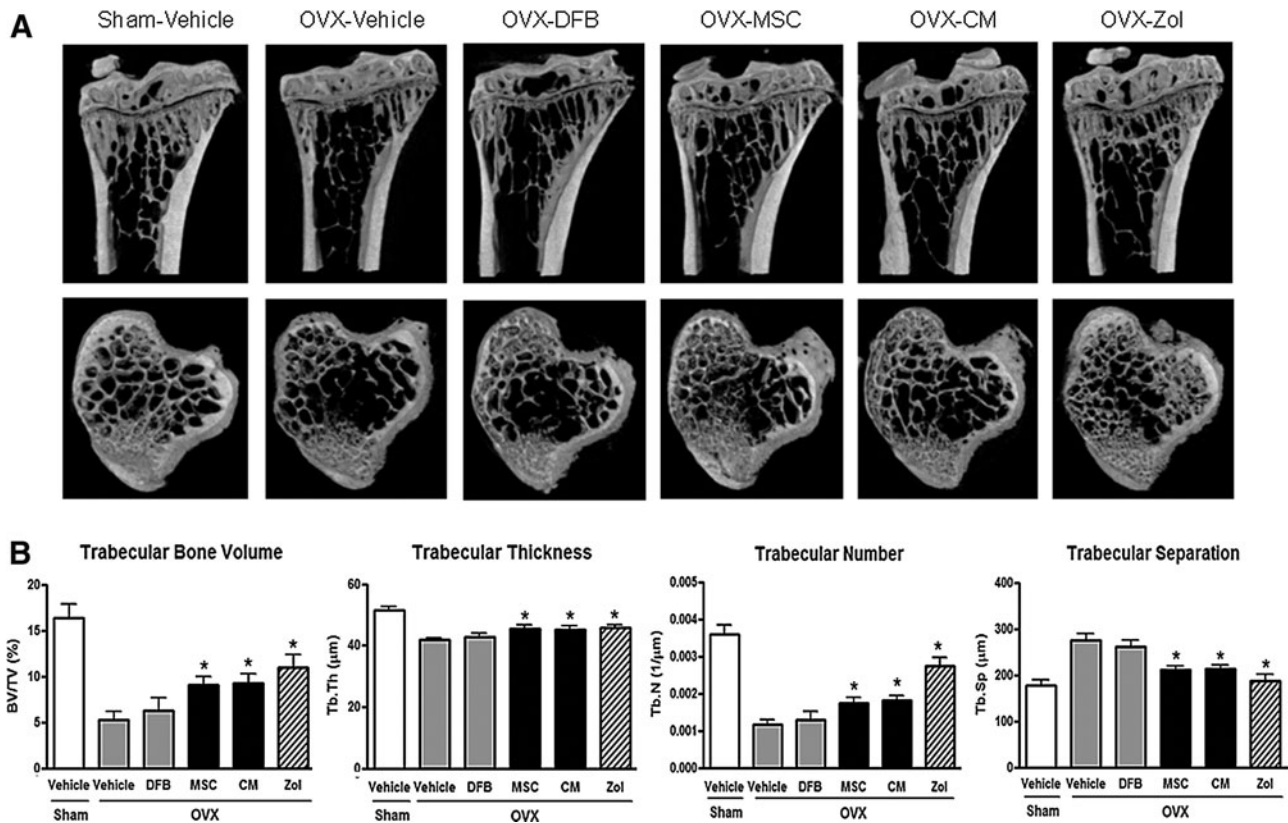 A
Sham-Vehicle OVX-Vehicle OVX-DFB OVX-MSC OVX-CM OVX-Zol
B
Trabecular Bone Volume
BV/TV (%)
20
15
10
5
0
* * *
Vehicle Vehicle DFB MSC CM Zol
Sham OVX
Trabecular Thickness
Tb.Th (µm)
60
40
20
0
* * *
Vehicle Vehicle DFB MSC CM Zol
Sham OVX
Trabecular Number
Tb.N (1/µm)
0.005
0.004
0.003
0.002
0.001
0.000
* * *
Vehicle Vehicle DFB MSC CM Zol
Sham OVX
Trabecular Separation
Tb.Sp (µm)
400
300
200
100
0
* * *
Vehicle Vehicle DFB MSC CM Zol
Sham OVX